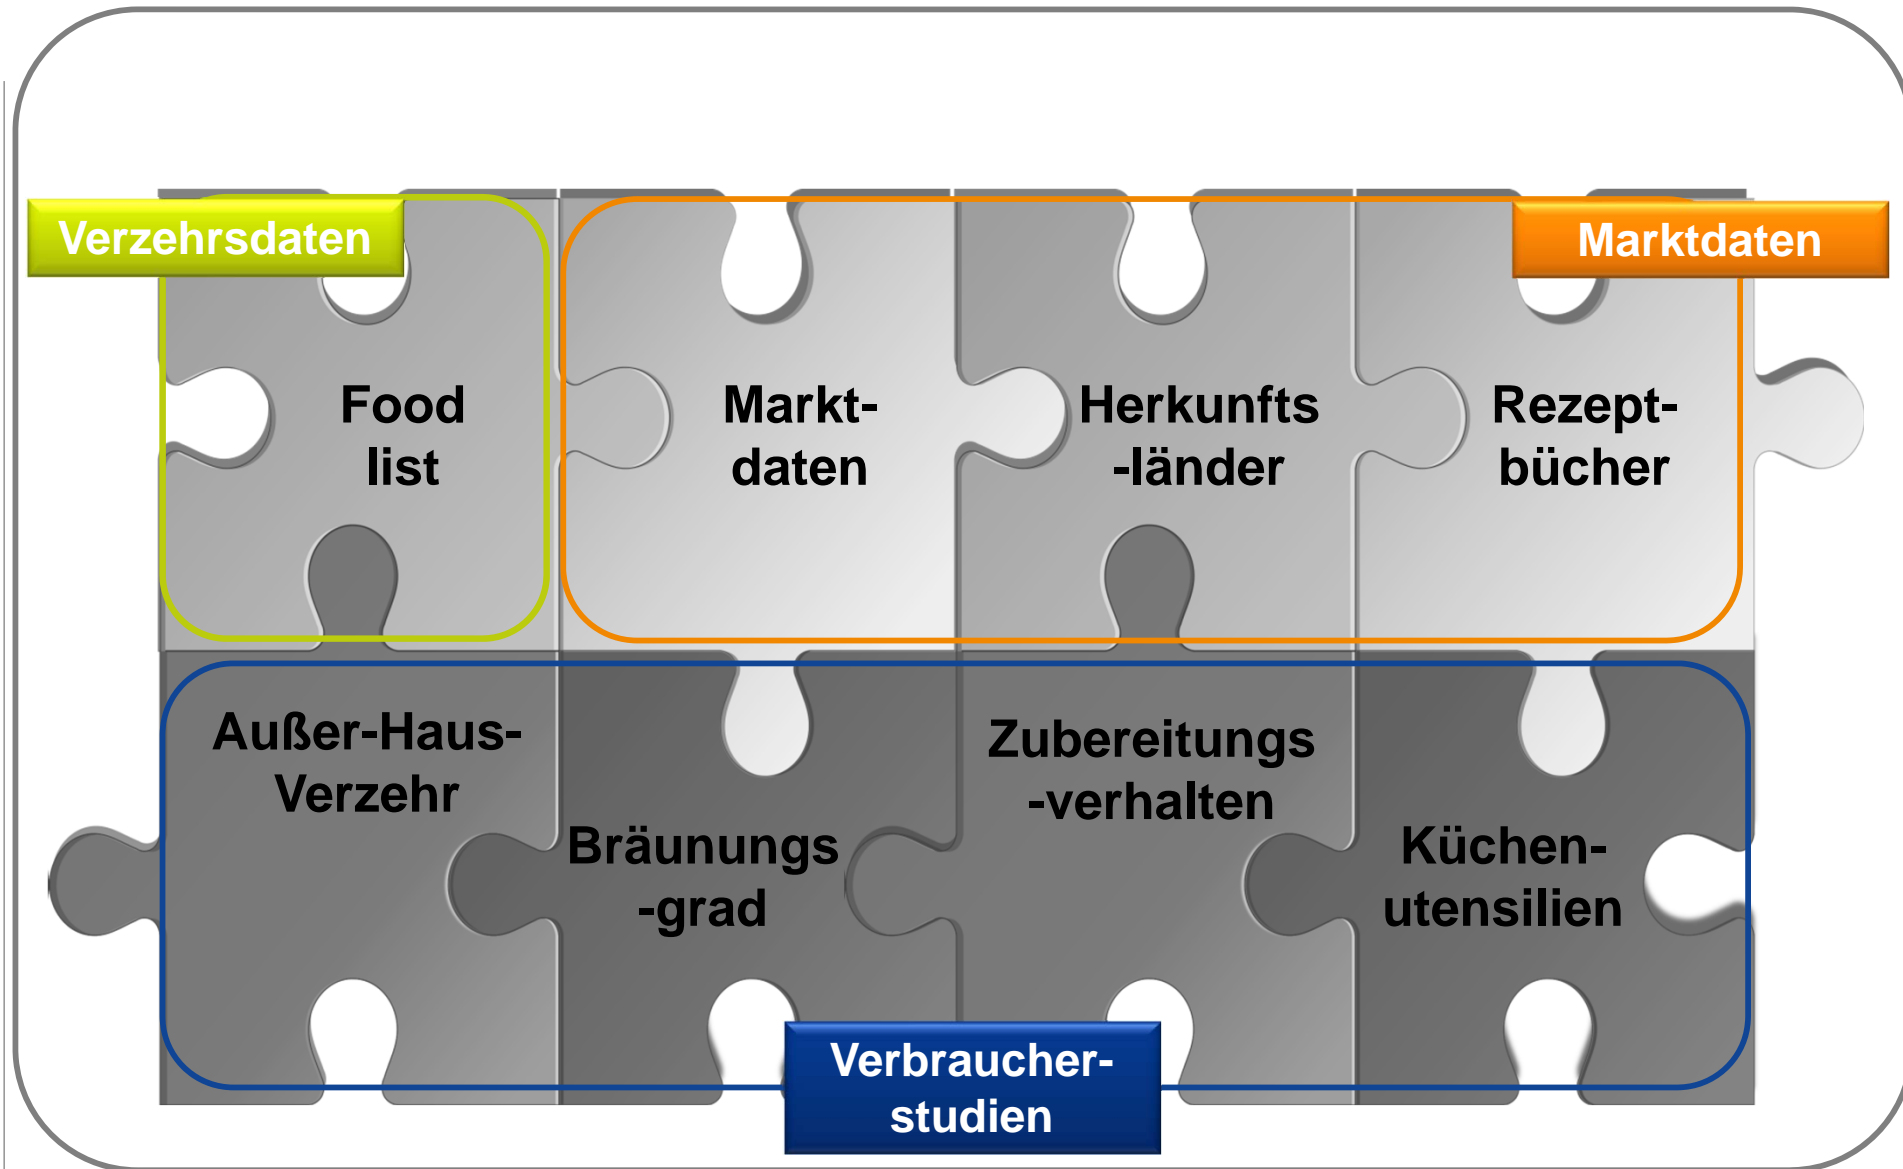 Verzehrsdaten
Marktdaten
Food
list
Markt-
daten
Herkunfts
-länder
Rezept-
bücher
Außer-Haus-
Verzehr
Bräunungs
-grad
Zubereitungs
-verhalten
Küchen-
utensilien
Verbraucher-
studien